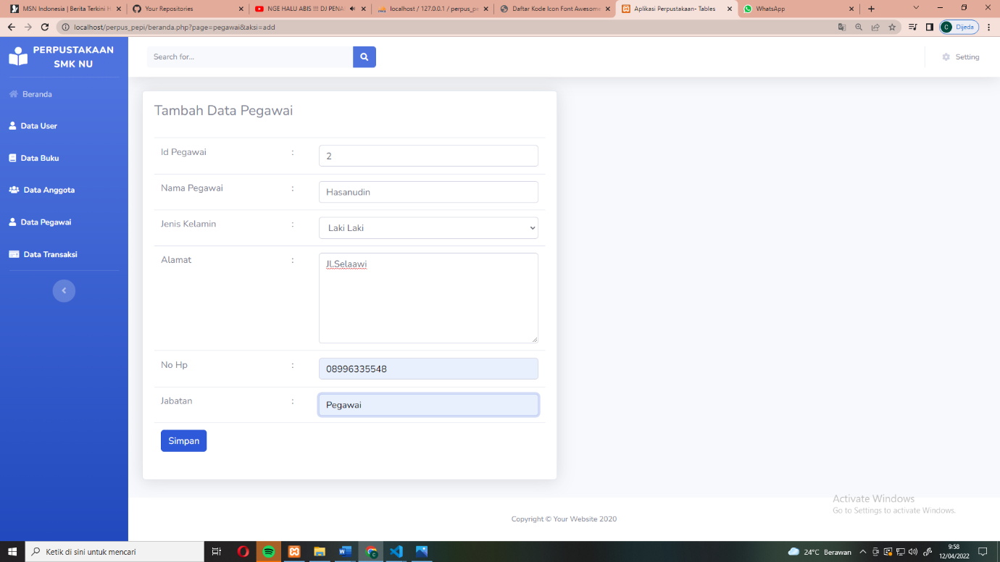 MSN Indonesia | Berita Terkini H
Your Repositories
NGE HALU ABIS !!! DJ PENA
localhost / 127.0.0.1 / perpus_pe
Daftar Kode Icon Font Awesome
Aplikasi Perpustakaan- Tables
WhatsApp
localhost/perpus_pepi/beranda.php?page=pegawai&aksi=add
C
Dijeda
PERPUSTAKAAN
SMK NU
Search for...
Setting
Beranda
Data User
Data Buku
Data Anggota
Data Pegawai
Data Transaksi
Tambah Data Pegawai
Id Pegawai : 2
Nama Pegawai : Hasanudin
Jenis Kelamin : Laki Laki
Alamat : Jl.Selaawi
No Hp : 08996335548
Jabatan : Pegawai
Simpan
Activate Windows
Go to Settings to activate Windows.
Copyright © Your Website 2020
Ketik di sini untuk mencari
24°C Berawan
9:58
12/04/2022